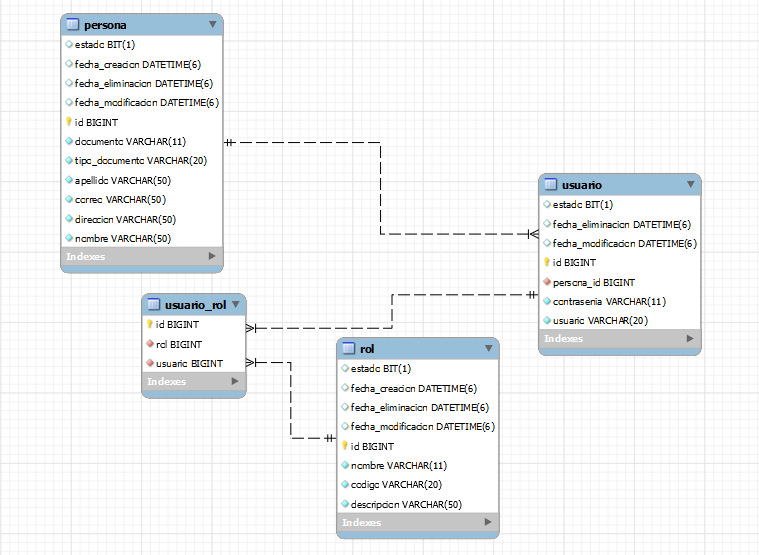 persona
estado BIT(1)
fecha_creacion DATETIME(6)
fecha_eliminacion DATETIME(6)
fecha_modificacion DATETIME(6)
id BIGINT
documento VARCHAR(11)
tipo_documento VARCHAR(20)
apellido VARCHAR(50)
correo VARCHAR(50)
direccion VARCHAR(50)
nombre VARCHAR(50)
Indexes
usuario
estado BIT(1)
fecha_eliminacion DATETIME(6)
fecha_modificacion DATETIME(6)
id BIGINT
persona_id BIGINT
contrasenia VARCHAR(11)
usuario VARCHAR(20)
Indexes
usuario_rol
id BIGINT
rol BIGINT
usuario BIGINT
Indexes
rol
estado BIT(1)
fecha_creacion DATETIME(6)
fecha_eliminacion DATETIME(6)
fecha_modificacion DATETIME(6)
id BIGINT
nombre VARCHAR(11)
codigo VARCHAR(20)
descripcion VARCHAR(50)
Indexes